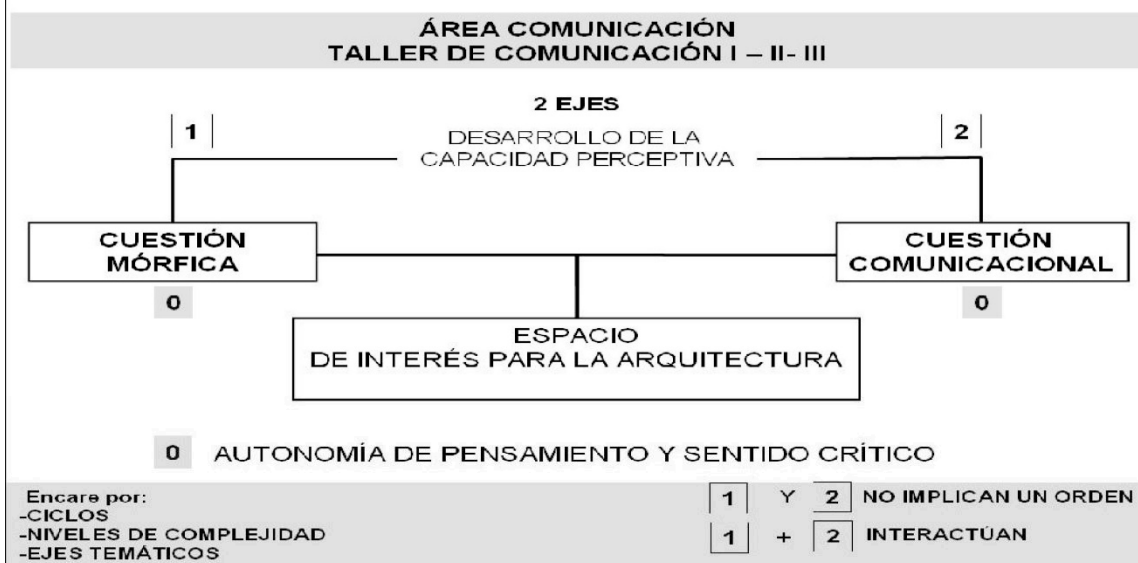 ÁREA COMUNICACIÓN
TALLER DE COMUNICACIÓN I – II- III
2 EJES
1
2
DESARROLLO DE LA
CAPACIDAD PERCEPTIVA
CUESTIÓN
MÓRFICA
CUESTIÓN
COMUNICACIONAL
0
0
ESPACIO
DE INTERÉS PARA LA ARQUITECTURA
0 AUTONOMÍA DE PENSAMIENTO Y SENTIDO CRÍTICO
Encare por:
-CICLOS
-NIVELES DE COMPLEJIDAD
-EJES TEMÁTICOS
1 Y 2 NO IMPLICAN UN ORDEN
1 + 2 INTERACTÚAN